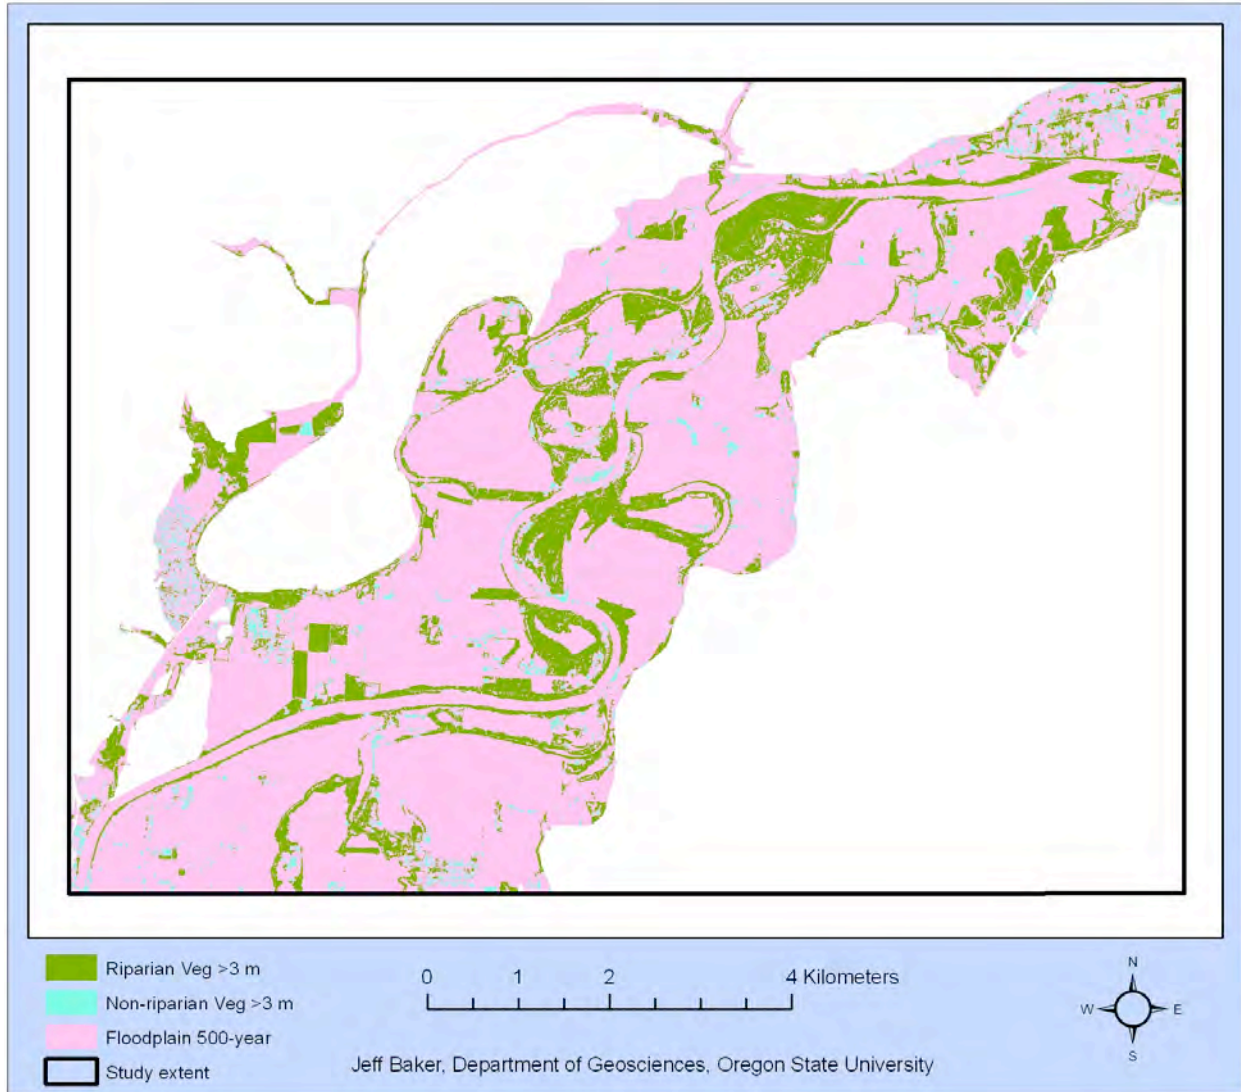 Riparian Veg >3 m
Non-riparian Veg >3 m
Floodplain 500-year
Study extent
0 1 2 4 Kilometers
Jeff Baker, Department of Geosciences, Oregon State University
N
W E
S